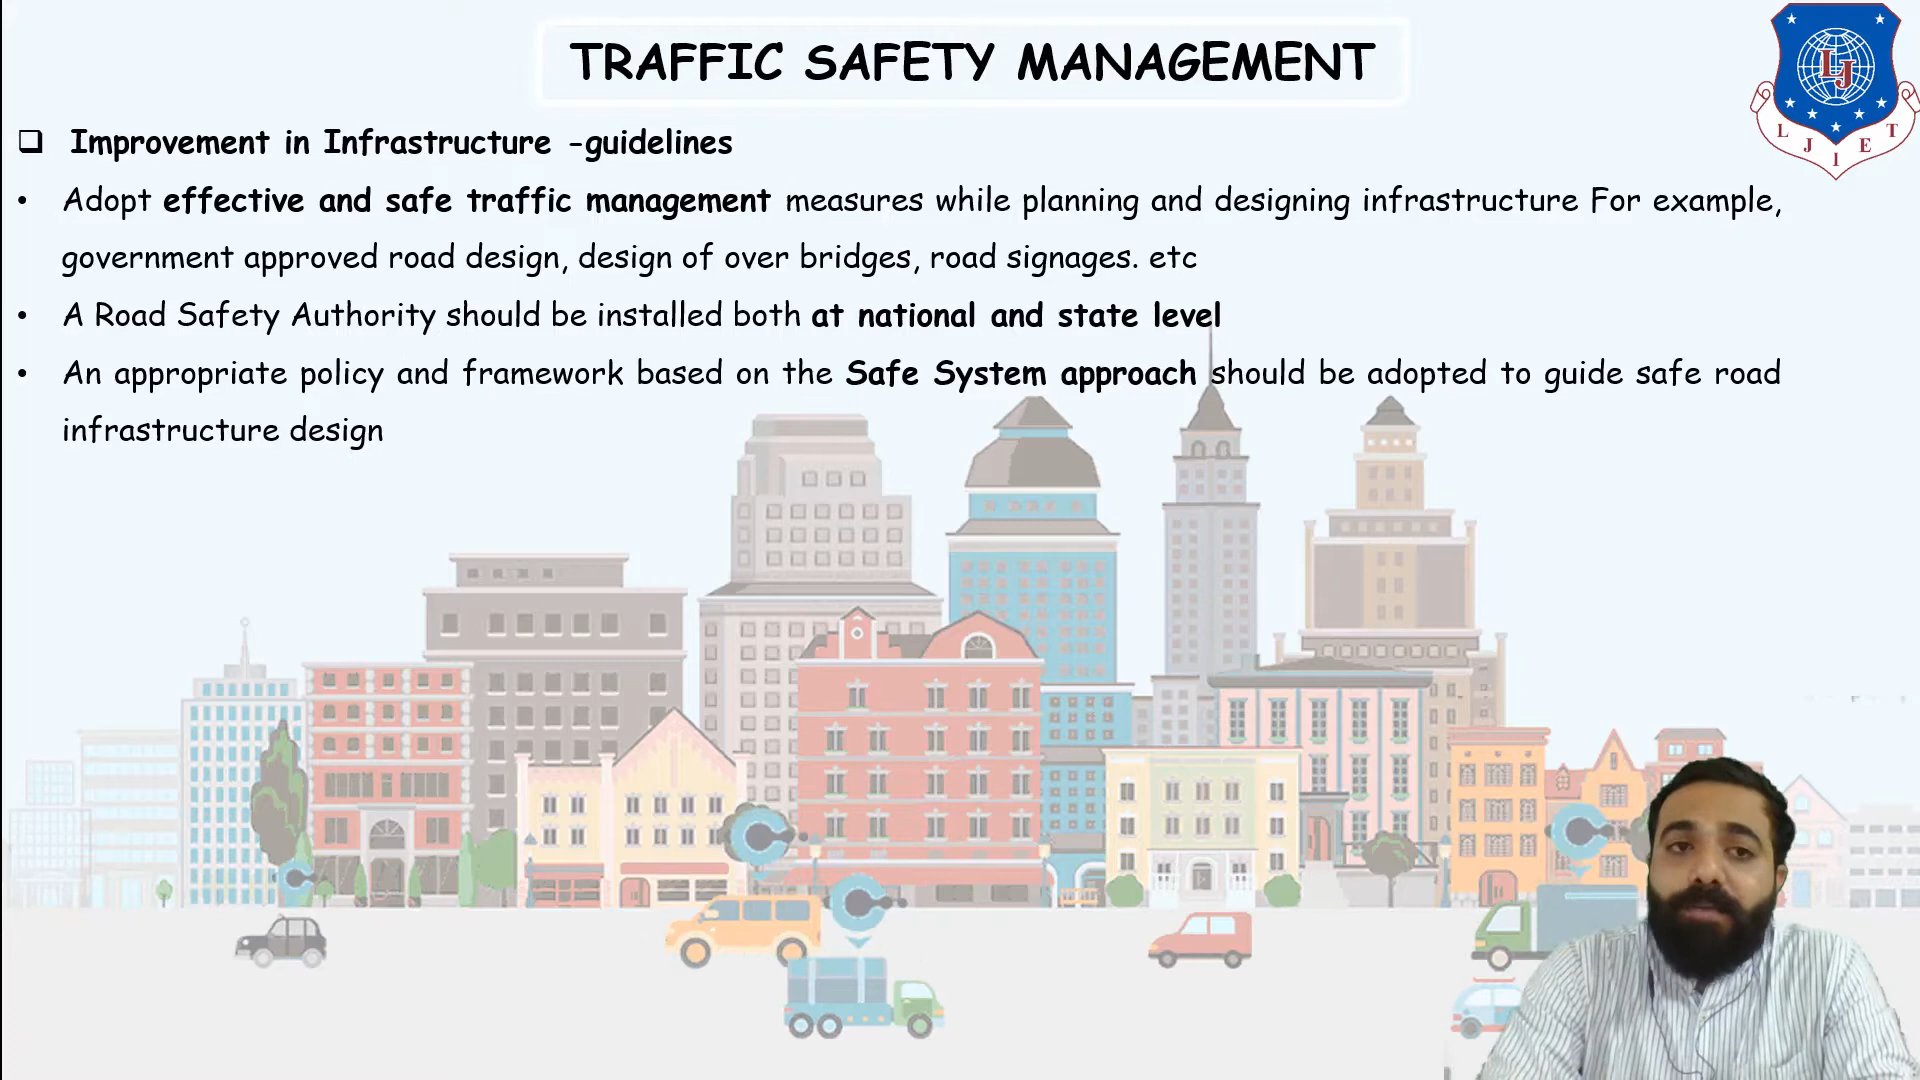 TRAFFIC SAFETY MANAGEMENT
LJ
L J I E T
❑ Improvement in Infrastructure -guidelines
• Adopt effective and safe traffic management measures while planning and designing infrastructure For example,
government approved road design, design of over bridges, road signages. etc
• A Road Safety Authority should be installed both at national and state level
• An appropriate policy and framework based on the Safe System approach should be adopted to guide safe road
infrastructure design